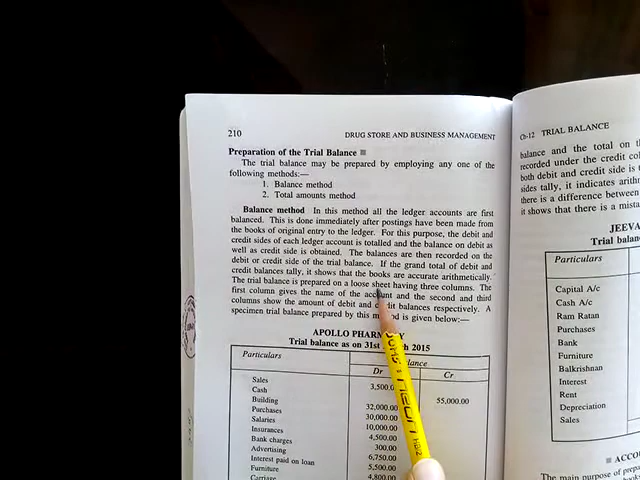 210 DRUG STORE AND BUSINESS MANAGEMENT
Preparation of the Trial Balance ■
The trial balance may be prepared by employing any one of the
following methods:—
1. Balance method
2. Total amounts method
Balance method In this method all the ledger accounts are first
balanced. This is done immediately after postings have been made from
the books of original entry to the ledger. For this purpose, the debit and
credit sides of each ledger account is totalled and the balance on debit as
well as credit side is obtained. The balances are then recorded on the
debit or credit side of the trial balance. If the grand total of debit and
credit balances tally, it shows that the books are accurate arithmetically.
The trial balance is prepared on a loose sheet having three columns. The
first column gives the name of the account and the second and third
columns show the amount of debit and credit balances respectively. A
specimen trial balance prepared by this method is given below:—
APOLLO PHARM
Trial balance as on 31st ch 2015
Particulars lance
Dr Cr
Sales 55,000.00
Cash 3,500.0
Building 32,000.00
Purchases 30,000.00
Salaries 10,000.00
Insurances 4,500.00
Bank charges 300.00
Advertising 6,750.00
Interest paid on loan 5,500.00
Furniture 4,800.00
Carriage
neon HB/2
Ch-12 TRIAL BALANCE
balance and the total on
recorded under the credit
both debit and credit side is
sides tally, it indicates
there is a difference between
it shows that there is a
JEEVA
Trial
Particulars
Capital A/c
Cash A/c
Ram Ratan
Purchases
Bank
Furniture
Balkrishnan
Interest
Rent
Depreciation
Sales
■ ACCO
The main purpose of